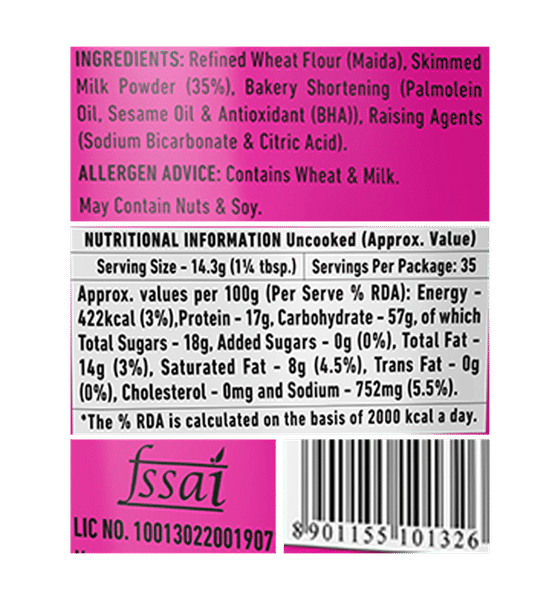 INGREDIENTS: Refined Wheat Flour (Maida), Skimmed
Milk Powder (35%), Bakery Shortening (Palmolein
Oil, Sesame Oil & Antioxidant (BHA)), Raising Agents
(Sodium Bicarbonate & Citric Acid).
ALLERGEN ADVICE: Contains Wheat & Milk.
May Contain Nuts & Soy.
NUTRITIONAL INFORMATION Uncooked (Approx. Value)
Serving Size - 14.3g (1¼ tbsp.) Servings Per Package: 35
Approx. values per 100g (Per Serve % RDA): Energy -
422kcal (3%),Protein - 17g, Carbohydrate - 57g, of which
Total Sugars - 18g, Added Sugars - 0g (0%), Total Fat -
14g (3%), Saturated Fat - 8g (4.5%), Trans Fat - 0g
(0%), Cholesterol - 0mg and Sodium - 752mg (5.5%).
*The % RDA is calculated on the basis of 2000 kcal a day.
fssai
LIC NO. 10013022001907
8 901155 101326